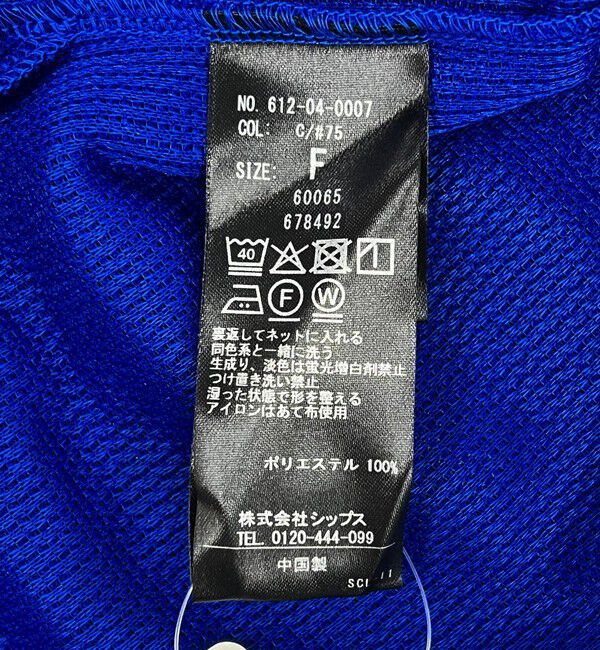 NO. 612-04-0007
COL: C/#75
SIZE: F
60065
678492
40
F W
裏返してネットに入れる
同色系と一緒に洗う
生成り、淡色は蛍光増白剤禁止
つけ置き洗い禁止
湿った状態で形を整える
アイロンはあて布使用
ポリエステル 100%
株式会社シップス
TEL. 0120-444-099
中国製